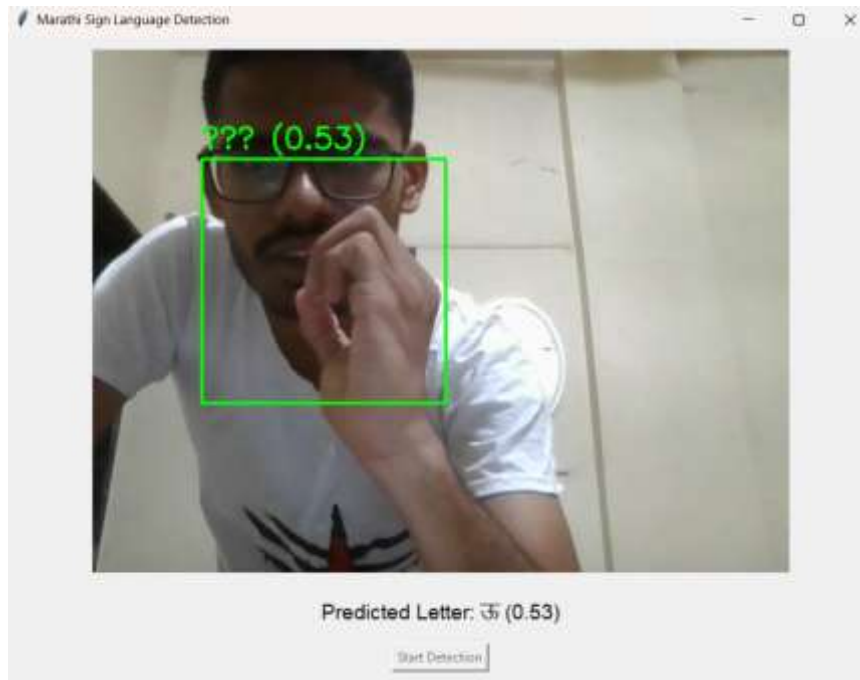 Marathi Sign Language Detection
??? (0.53)
Predicted Letter: ऊ (0.53)
Start Detection